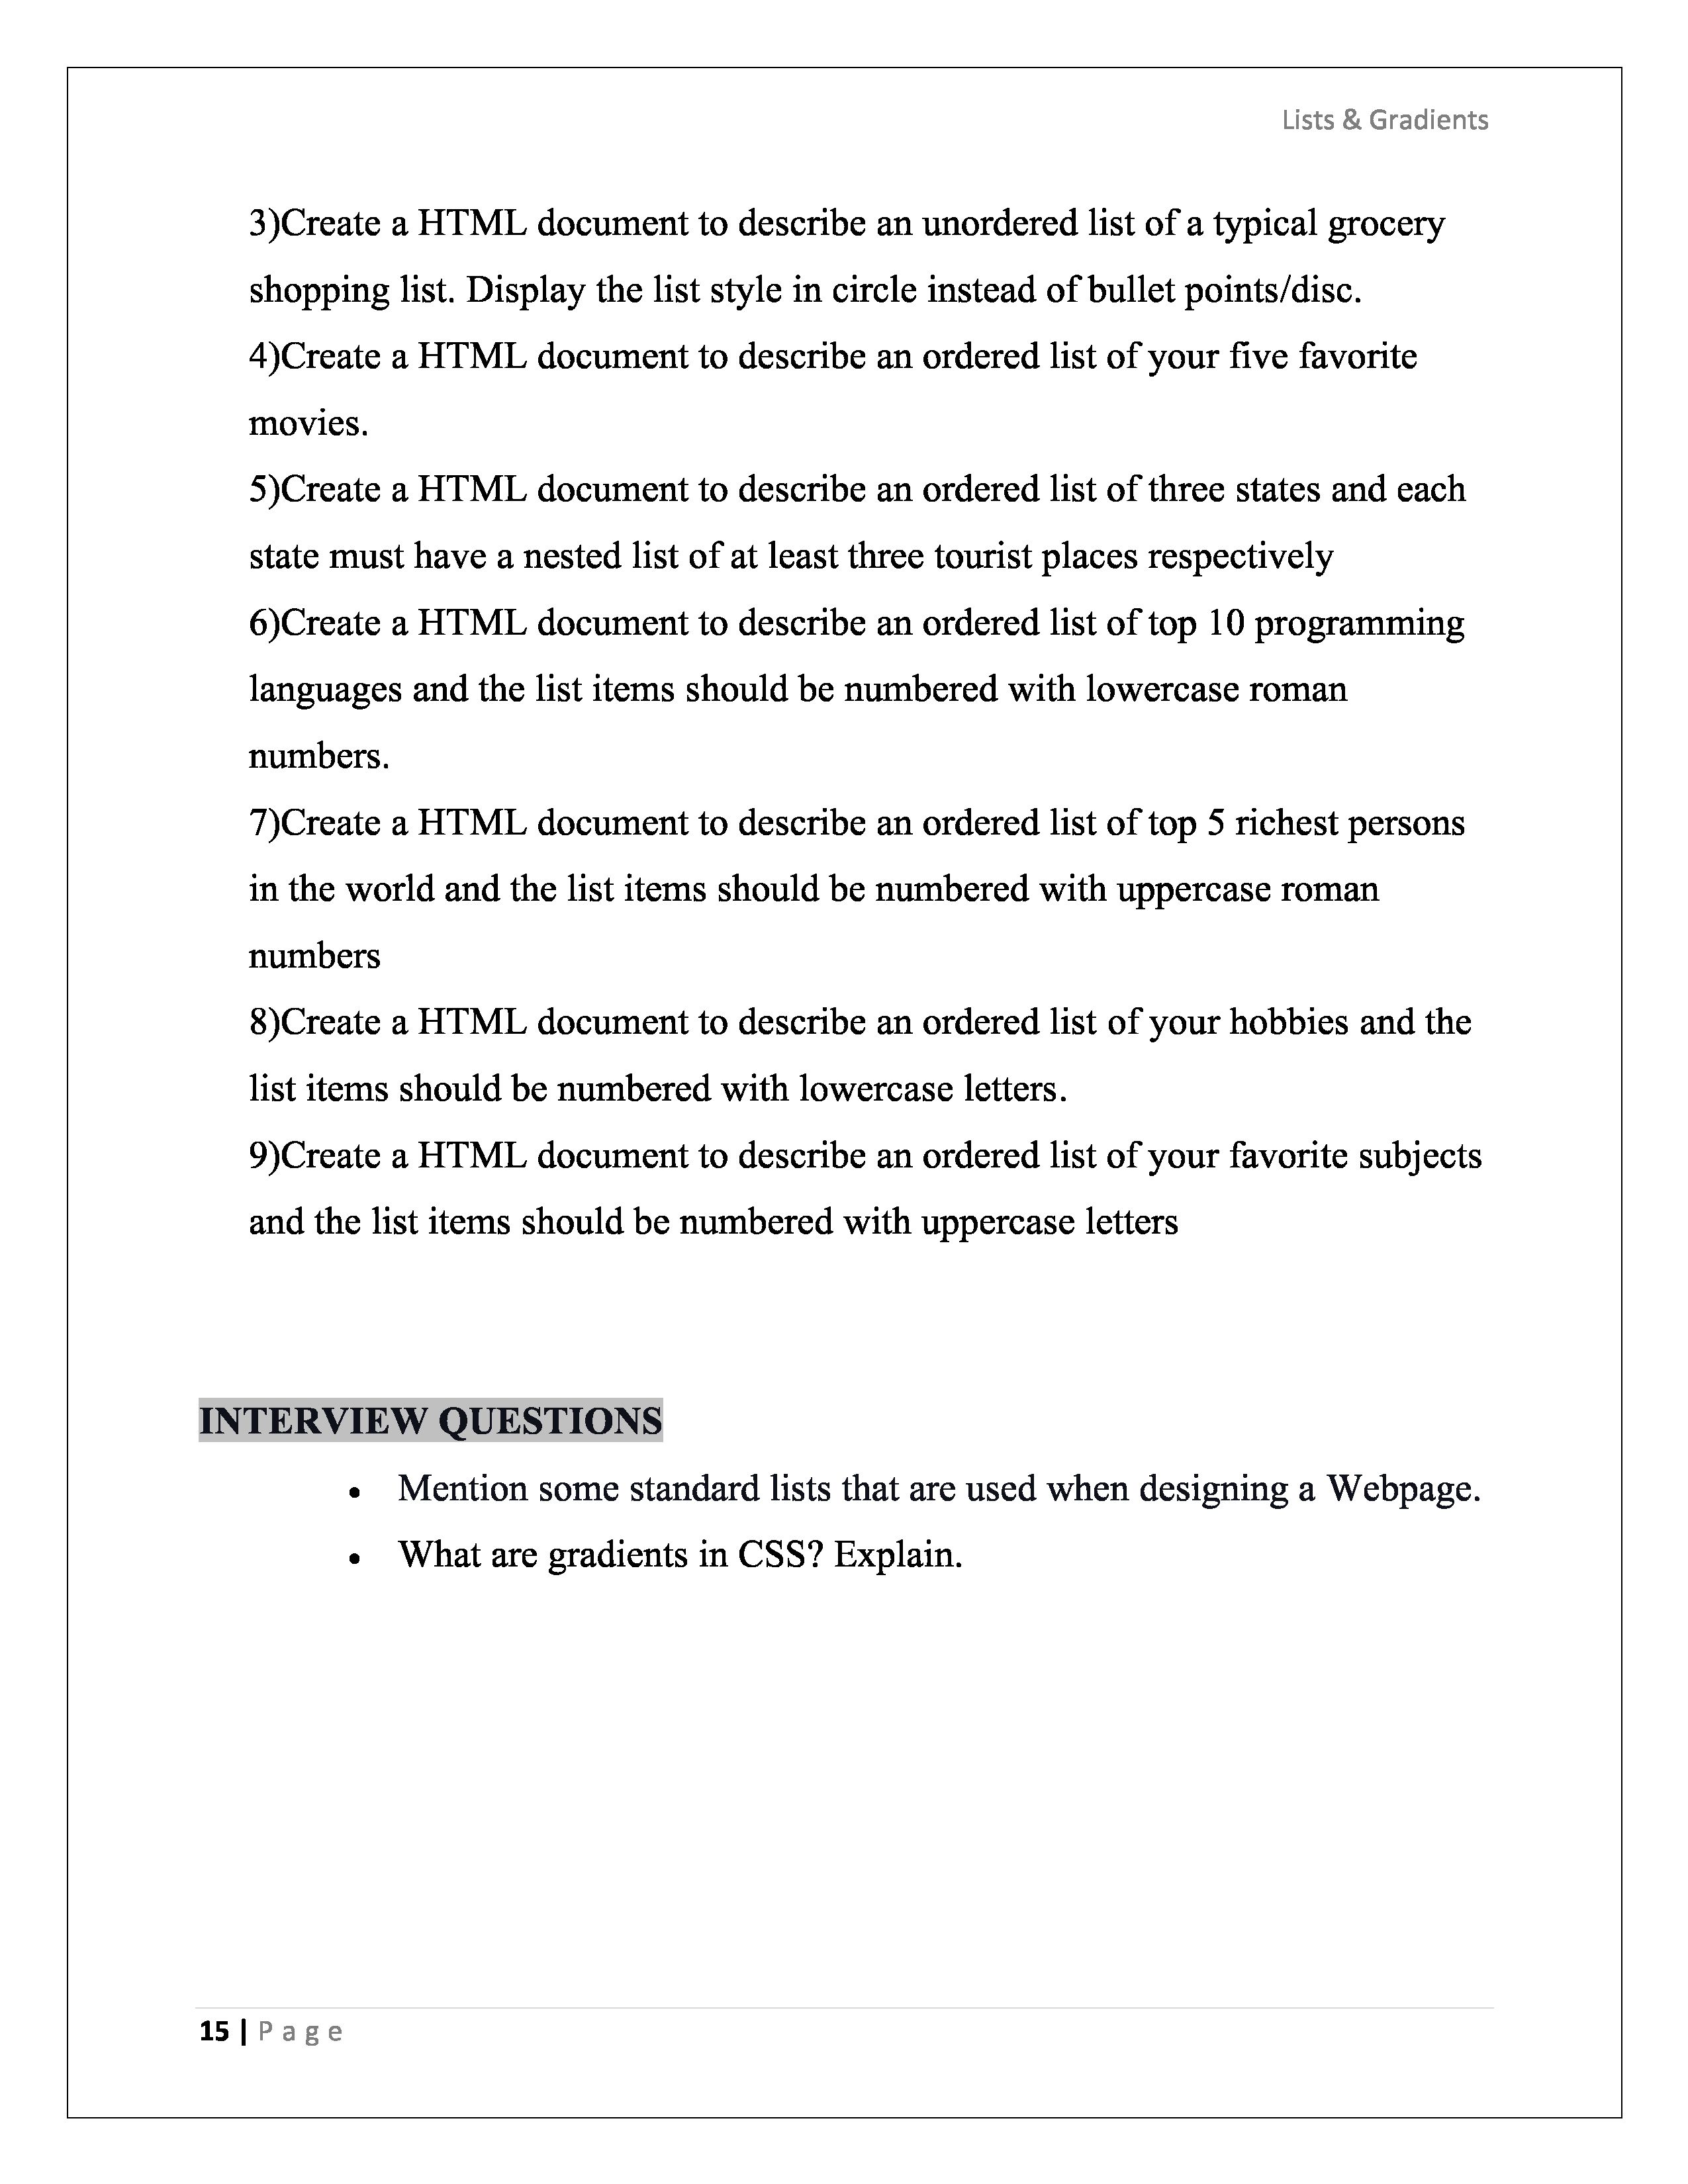 Lists & Gradients
3)Create a HTML document to describe an unordered list of a typical grocery
shopping list. Display the list style in circle instead of bullet points/disc.
4)Create a HTML document to describe an ordered list of your five favorite
movies.
5)Create a HTML document to describe an ordered list of three states and each
state must have a nested list of at least three tourist places respectively
6)Create a HTML document to describe an ordered list of top 10 programming
languages and the list items should be numbered with lowercase roman
numbers.
7)Create a HTML document to describe an ordered list of top 5 richest persons
in the world and the list items should be numbered with uppercase roman
numbers
8)Create a HTML document to describe an ordered list of your hobbies and the
list items should be numbered with lowercase letters.
9)Create a HTML document to describe an ordered list of your favorite subjects
and the list items should be numbered with uppercase letters
INTERVIEW QUESTIONS
• Mention some standard lists that are used when designing a Webpage.
• What are gradients in CSS? Explain.
15 | Page